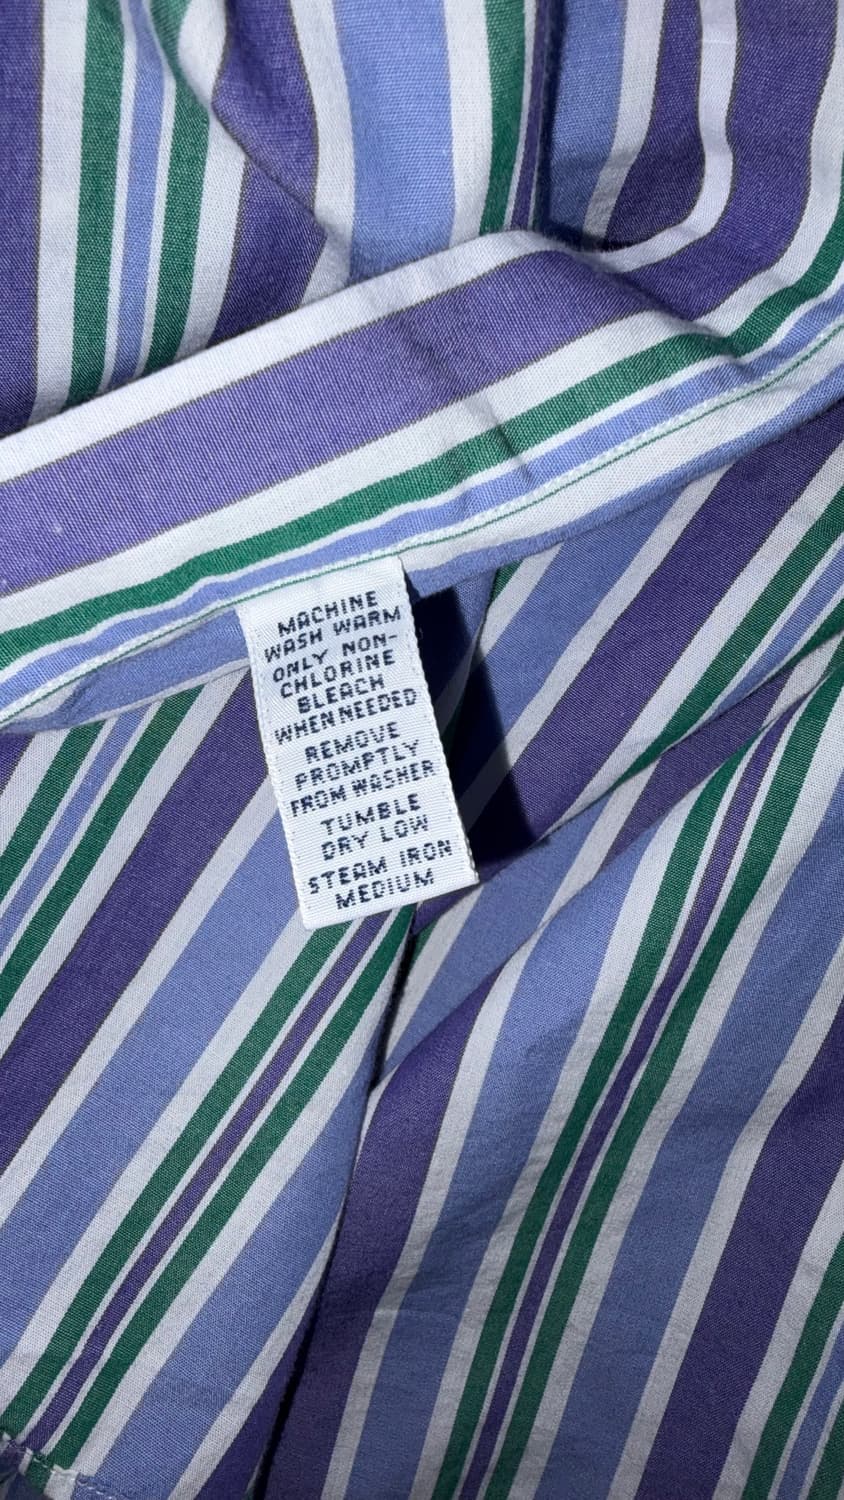 MACHINE
WASH WARM
ONLY NON-
CHLORINE
BLEACH
WHEN NEEDED
REMOVE
PROMPTLY
FROM WASHER
TUMBLE
DRY LOW
STEAM IRON
MEDIUM